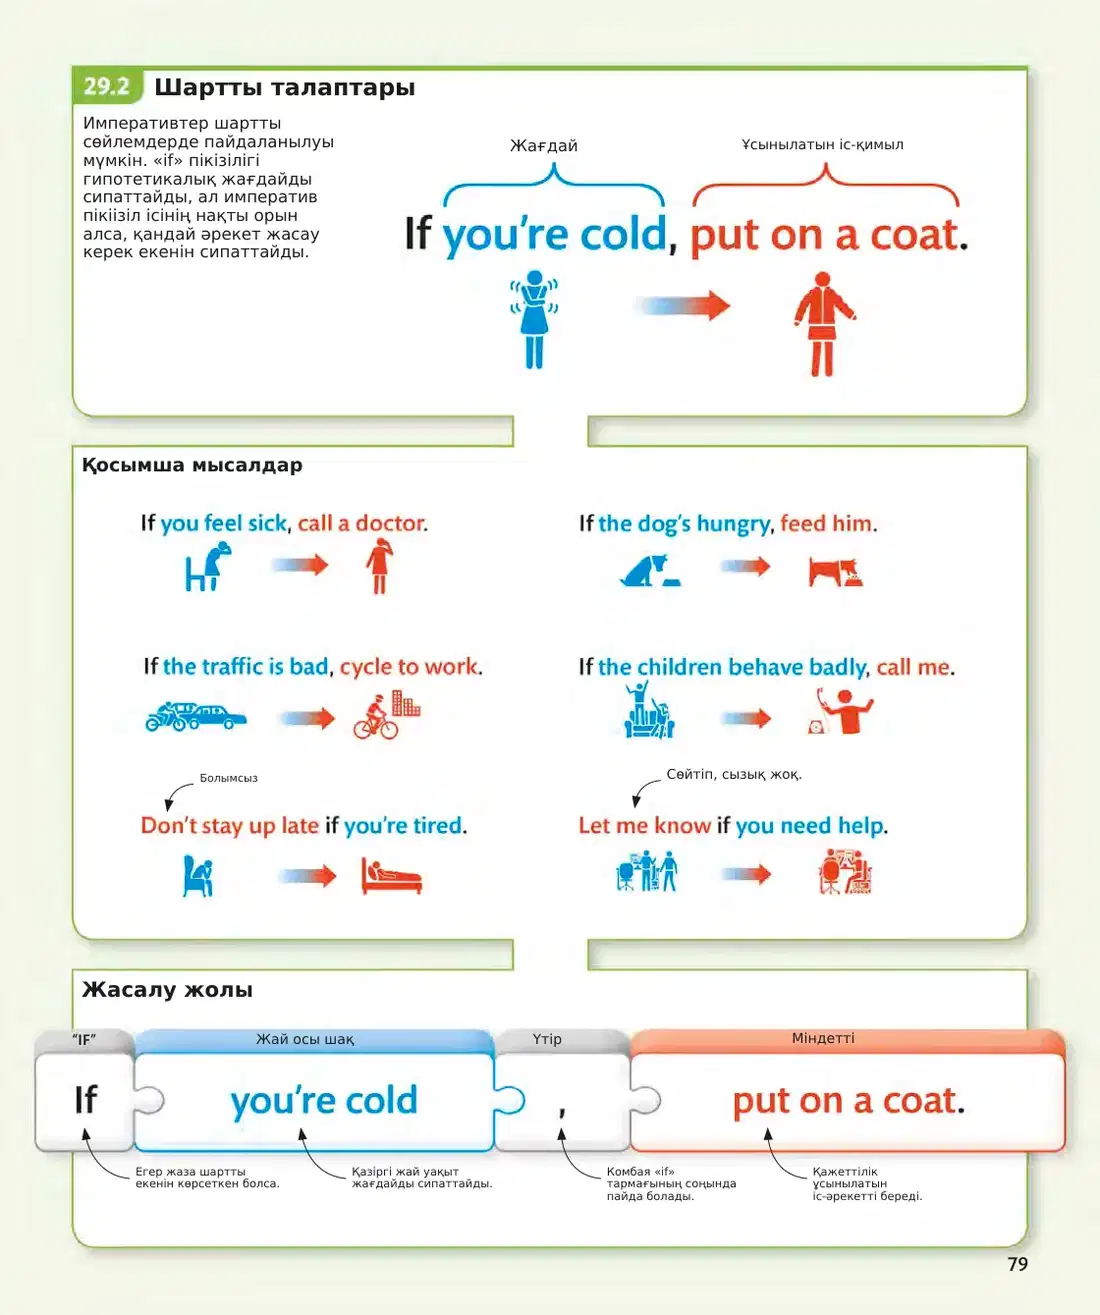 29.2 Шартты талаптары
Императивтер шартты
сөйлемдерде пайдаланылуы
мүмкін. «if» пікізілігі
гипотетикалық жағдайды
сипаттайды, ал императив
пікіізіл ісінің нақты орын
алса, қандай әрекет жасау
керек екенін сипаттайды.
Жағдай
Ұсынылатын іс-қимыл
If you're cold, put on a coat.
Қосымша мысалдар
If you feel sick, call a doctor.
If the dog's hungry, feed him.
If the traffic is bad, cycle to work.
If the children behave badly, call me.
Болымсыз
Сөйтіп, сызық жоқ.
Don't stay up late if you're tired.
Let me know if you need help.
Жасалу жолы
"IF"
Жай осы шақ
Үтір
Міндетті
If
you're cold
,
put on a coat.
Егер жаза шартты
екенін көрсеткен болса.
Қазіргі жай уақыт
жағдайды сипаттайды.
Комбая «if»
тармағының соңында
пайда болады.
Қажеттілік
ұсынылатын
іс-әрекетті береді.
79